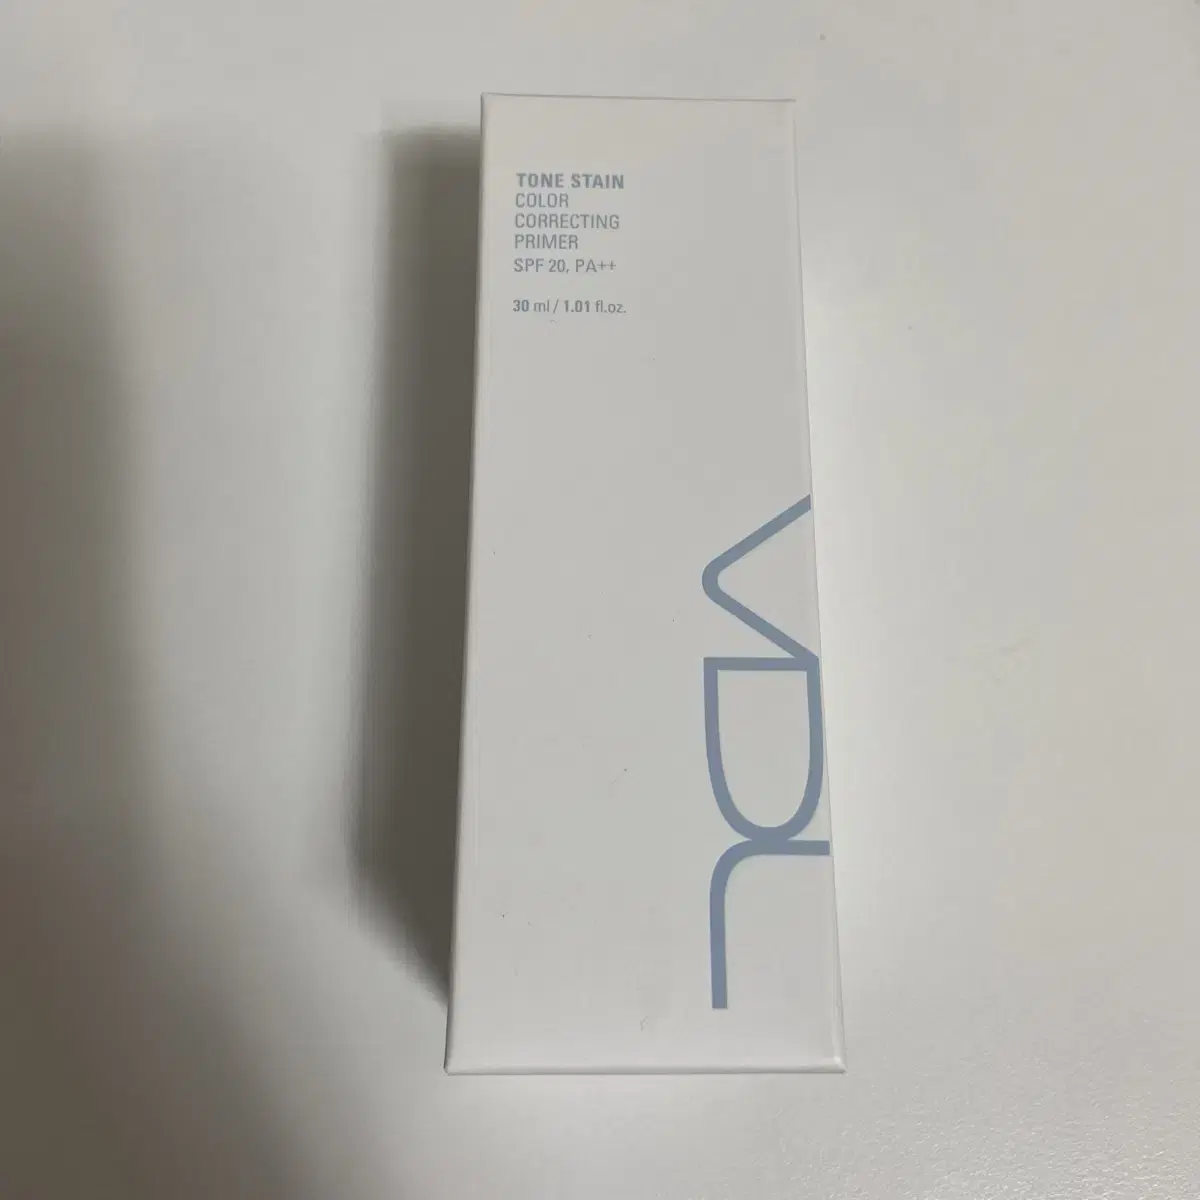 TONE STAIN
COLOR
CORRECTING
PRIMER
SPF 20, PA++
30 ml / 1.01 fl.oz.
VDL